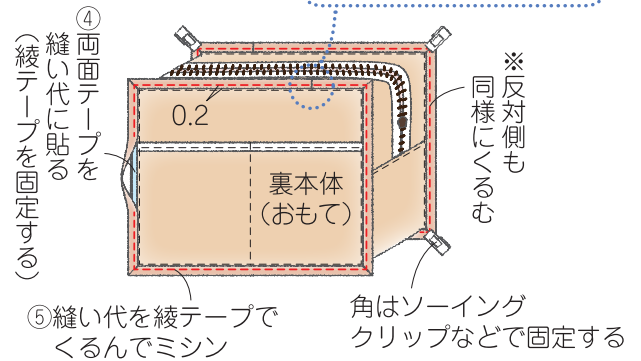 ④両面テープを
縫い代に貼る
（綾テープを固定する）
※反対側も
同様にくるむ
0.2
裏本体
（おもて）
⑤縫い代を綾テープで
くるんでミシン
角はソーイング
クリップなどで固定する